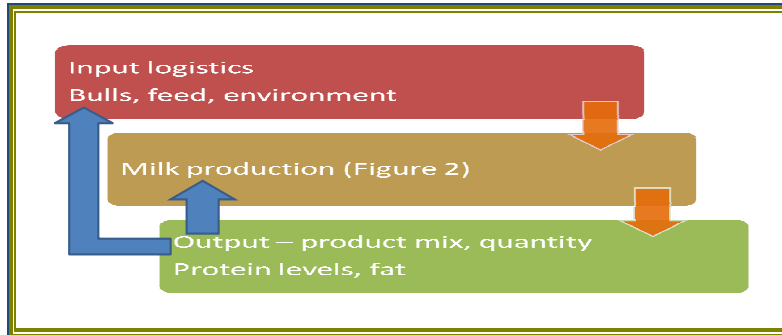 Input logistics
Bulls, feed, environment
Milk production (Figure 2)
Output – product mix, quantity
Protein levels, fat